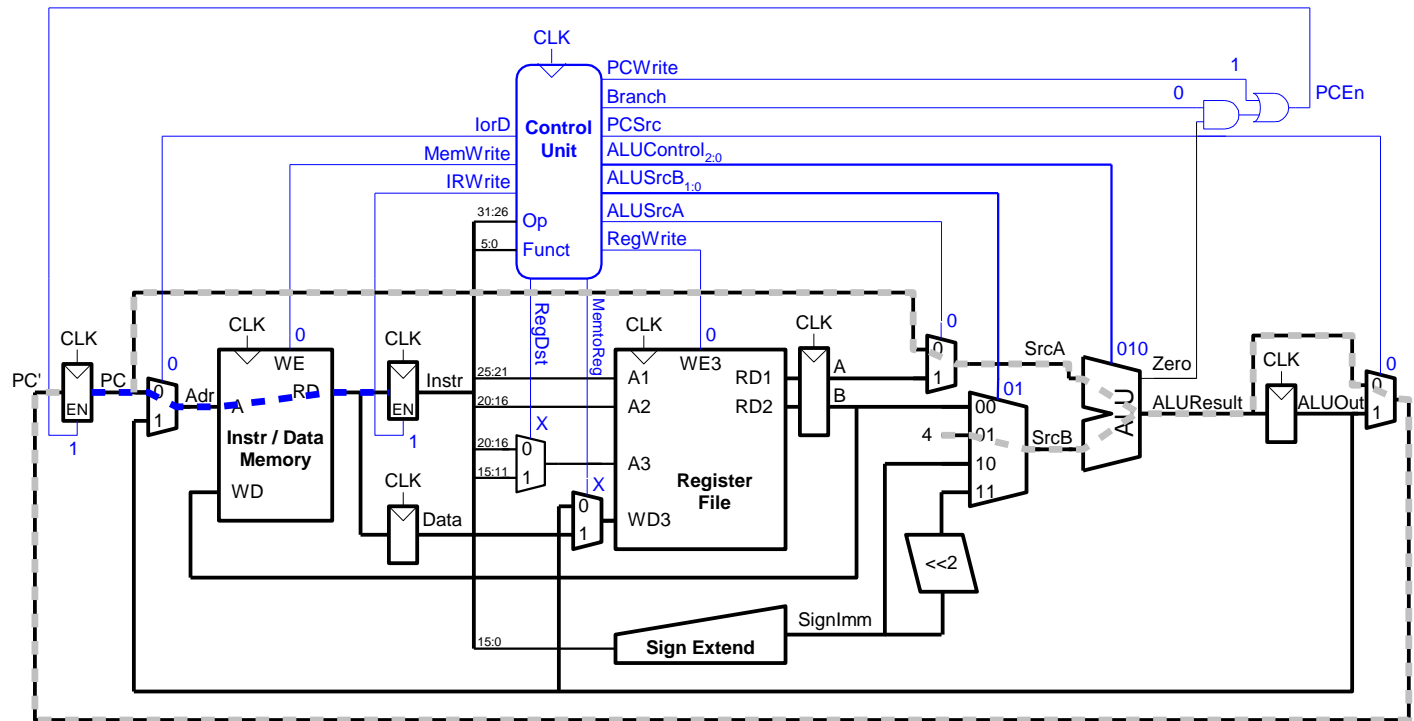 CLK
PCWrite
1
Branch
0
PCEn
IorD
Control
Unit
PCSrc
MemWrite
ALUControl2:0
IRWrite
ALUSrcB1:0
31:26
Op
ALUSrcA
5:0
Funct
RegWrite
RegDst
MemtoReg
CLK
CLK
CLK
CLK
0
WE
0
WE3
0
0
010
Zero
CLK
0
PC'
PC
EN
1
0
1
Adr
A
RD
Instr / Data
Memory
WD
EN
1
Instr
25:21
A1
20:16
A2
RD1
RD2
A
B
0
1
SrcA
ALU
ALUResult
ALUOut
0
1
01
00
4
01
10
11
SrcB
X
20:16
0
15:11
1
A3
Register
File
CLK
Data
X
0
1
WD3
CLK
<<2
SignImm
15:0
Sign Extend